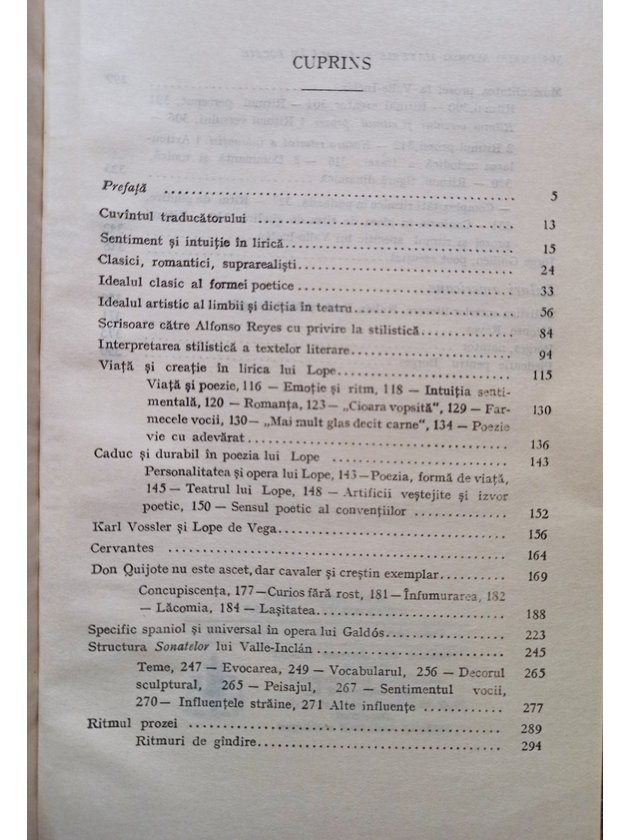 CUPRINS
Prefață 5
Cuvîntul traducătorului 13
Sentiment și intuiție în lirică 15
Clasici, romantici, suprarealiști 24
Idealul clasic al formei poetice 33
Idealul artistic al limbii și dicția în teatru 56
Scrisoare către Alfonso Reyes cu privire la stilistică 84
Interpretarea stilistică a textelor literare 94
Viață și creație în lirica lui Lope 115
Viață și poezie, 116 — Emoție și ritm, 118 — Intuiția senti-
mentală, 120 — Romanța, 123 — „Cioara vopsită”, 129 — Far- 130
mecele vocii, 130 — „Mai mult glas decît carne”, 134 — Poezie
vie cu adevărat 136
Caduc și durabil în poezia lui Lope 143
Personalitatea și opera lui Lope, 143 — Poezia, formă de viață,
145 — Teatrul lui Lope, 148 — Artificii veștejite și izvor
poetic, 150 — Sensul poetic al convențiilor 152
Karl Vossler și Lope de Vega 156
Cervantes 164
Don Quijote nu este ascet, dar cavaler și creștin exemplar 169
Concupiscența, 177 — Curios fără rost, 181 — Înfumurarea, 182
— Lăcomia, 184 — Lașitatea 188
Specific spaniol și universal în opera lui Galdós 223
Structura Sonatelor lui Valle-Inclán 245
Teme, 247 — Evocarea, 249 — Vocabularul, 256 — Decorul 265
sculptural, 265 — Peisajul, 267 — Sentimentul vocii,
270 — Influențele străine, 271 Alte influențe 277
Ritmul prozei 289
Ritmuri de gîndire 294